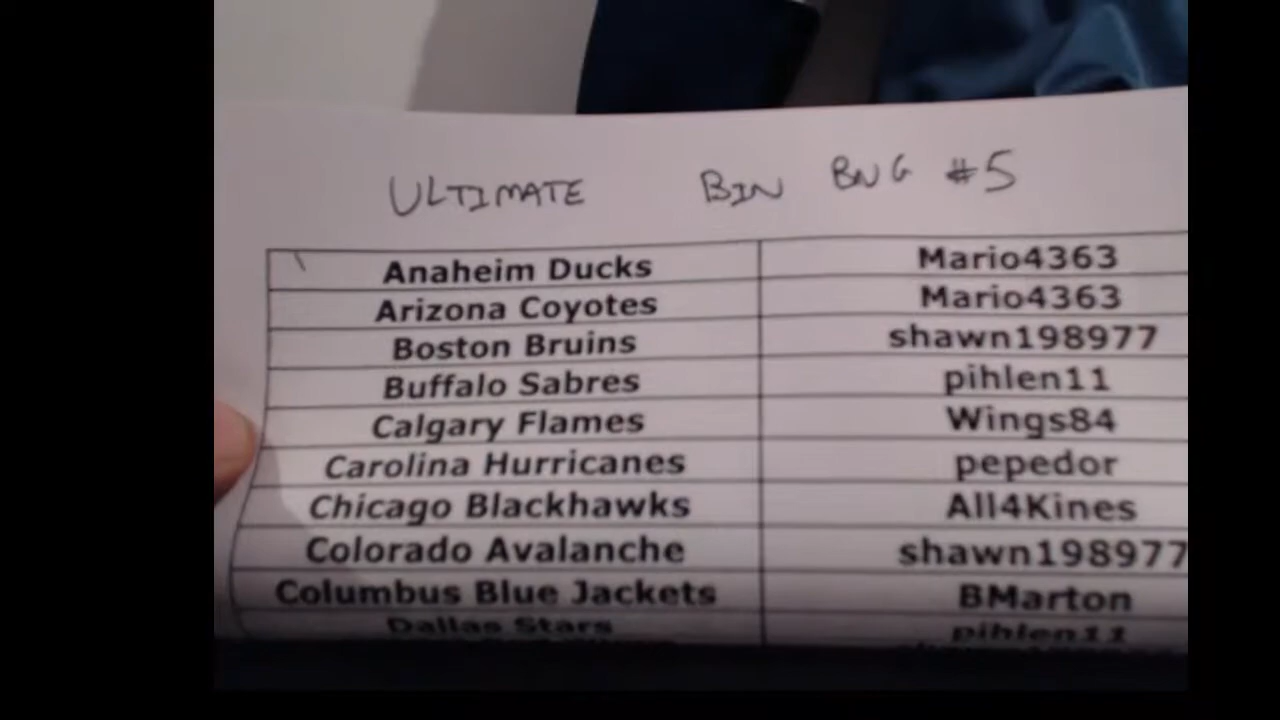 ULTIMATE BIN BNG #5
Anaheim Ducks Mario4363
Arizona Coyotes Mario4363
Boston Bruins shawn198977
Buffalo Sabres pihlen11
Calgary Flames Wings84
Carolina Hurricanes pepedor
Chicago Blackhawks All4Kines
Colorado Avalanche shawn198977
Columbus Blue Jackets BMarton
Dallas Stars pihlen11